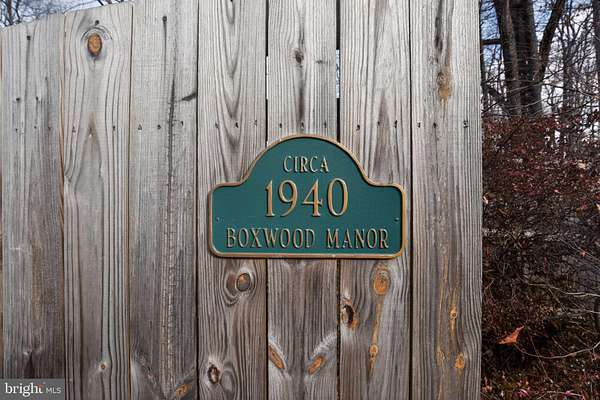 CIRCA
1940
BOXWOOD MANOR
bright MLS